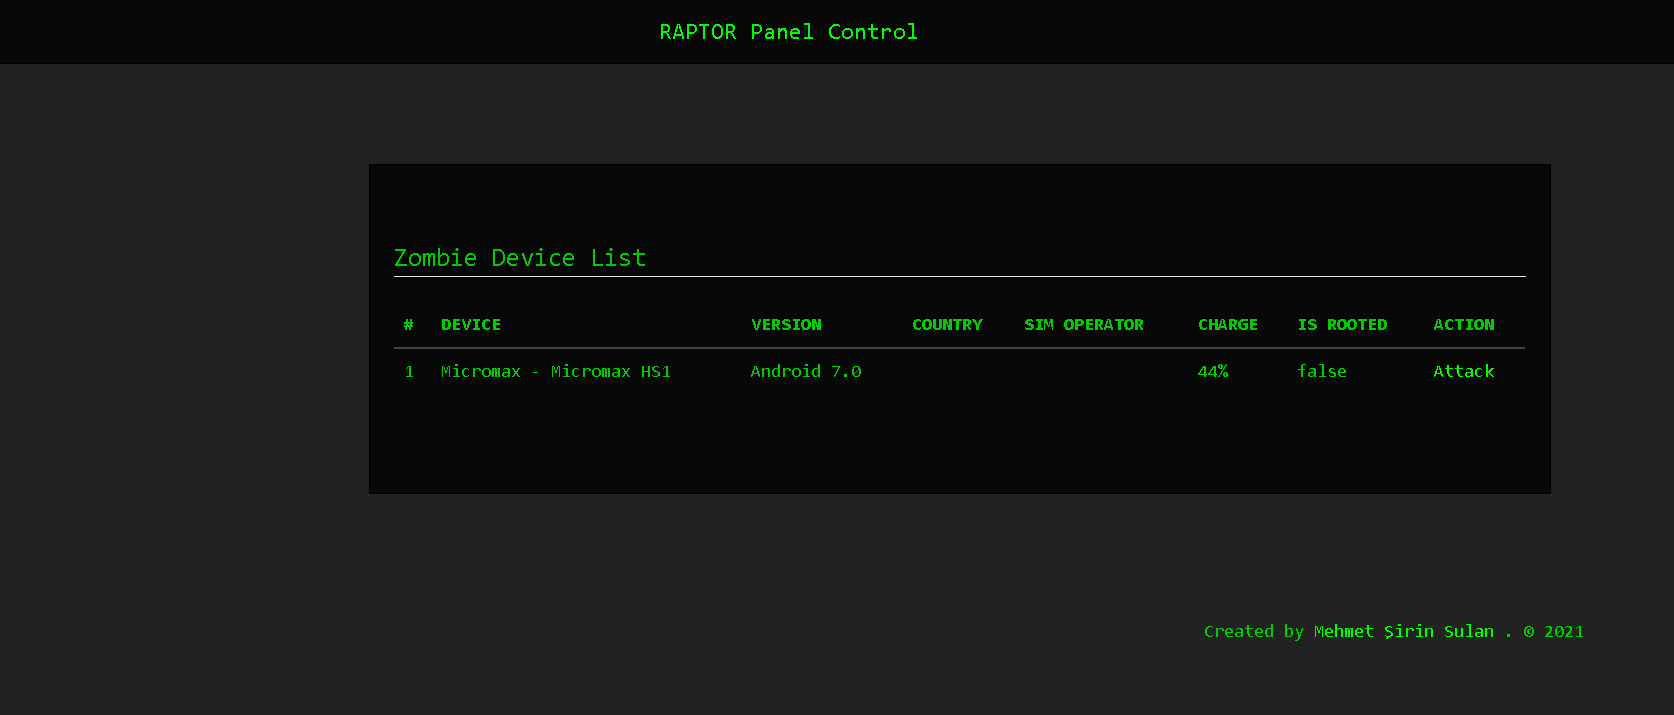 RAPTOR Panel Control
Zombie Device List
# DEVICE VERSION COUNTRY SIM OPERATOR CHARGE IS ROOTED ACTION
1 Micromax - Micromax HS1 Android 7.0 44% false Attack
Created by Mehmet Şirin Sulan . © 2021